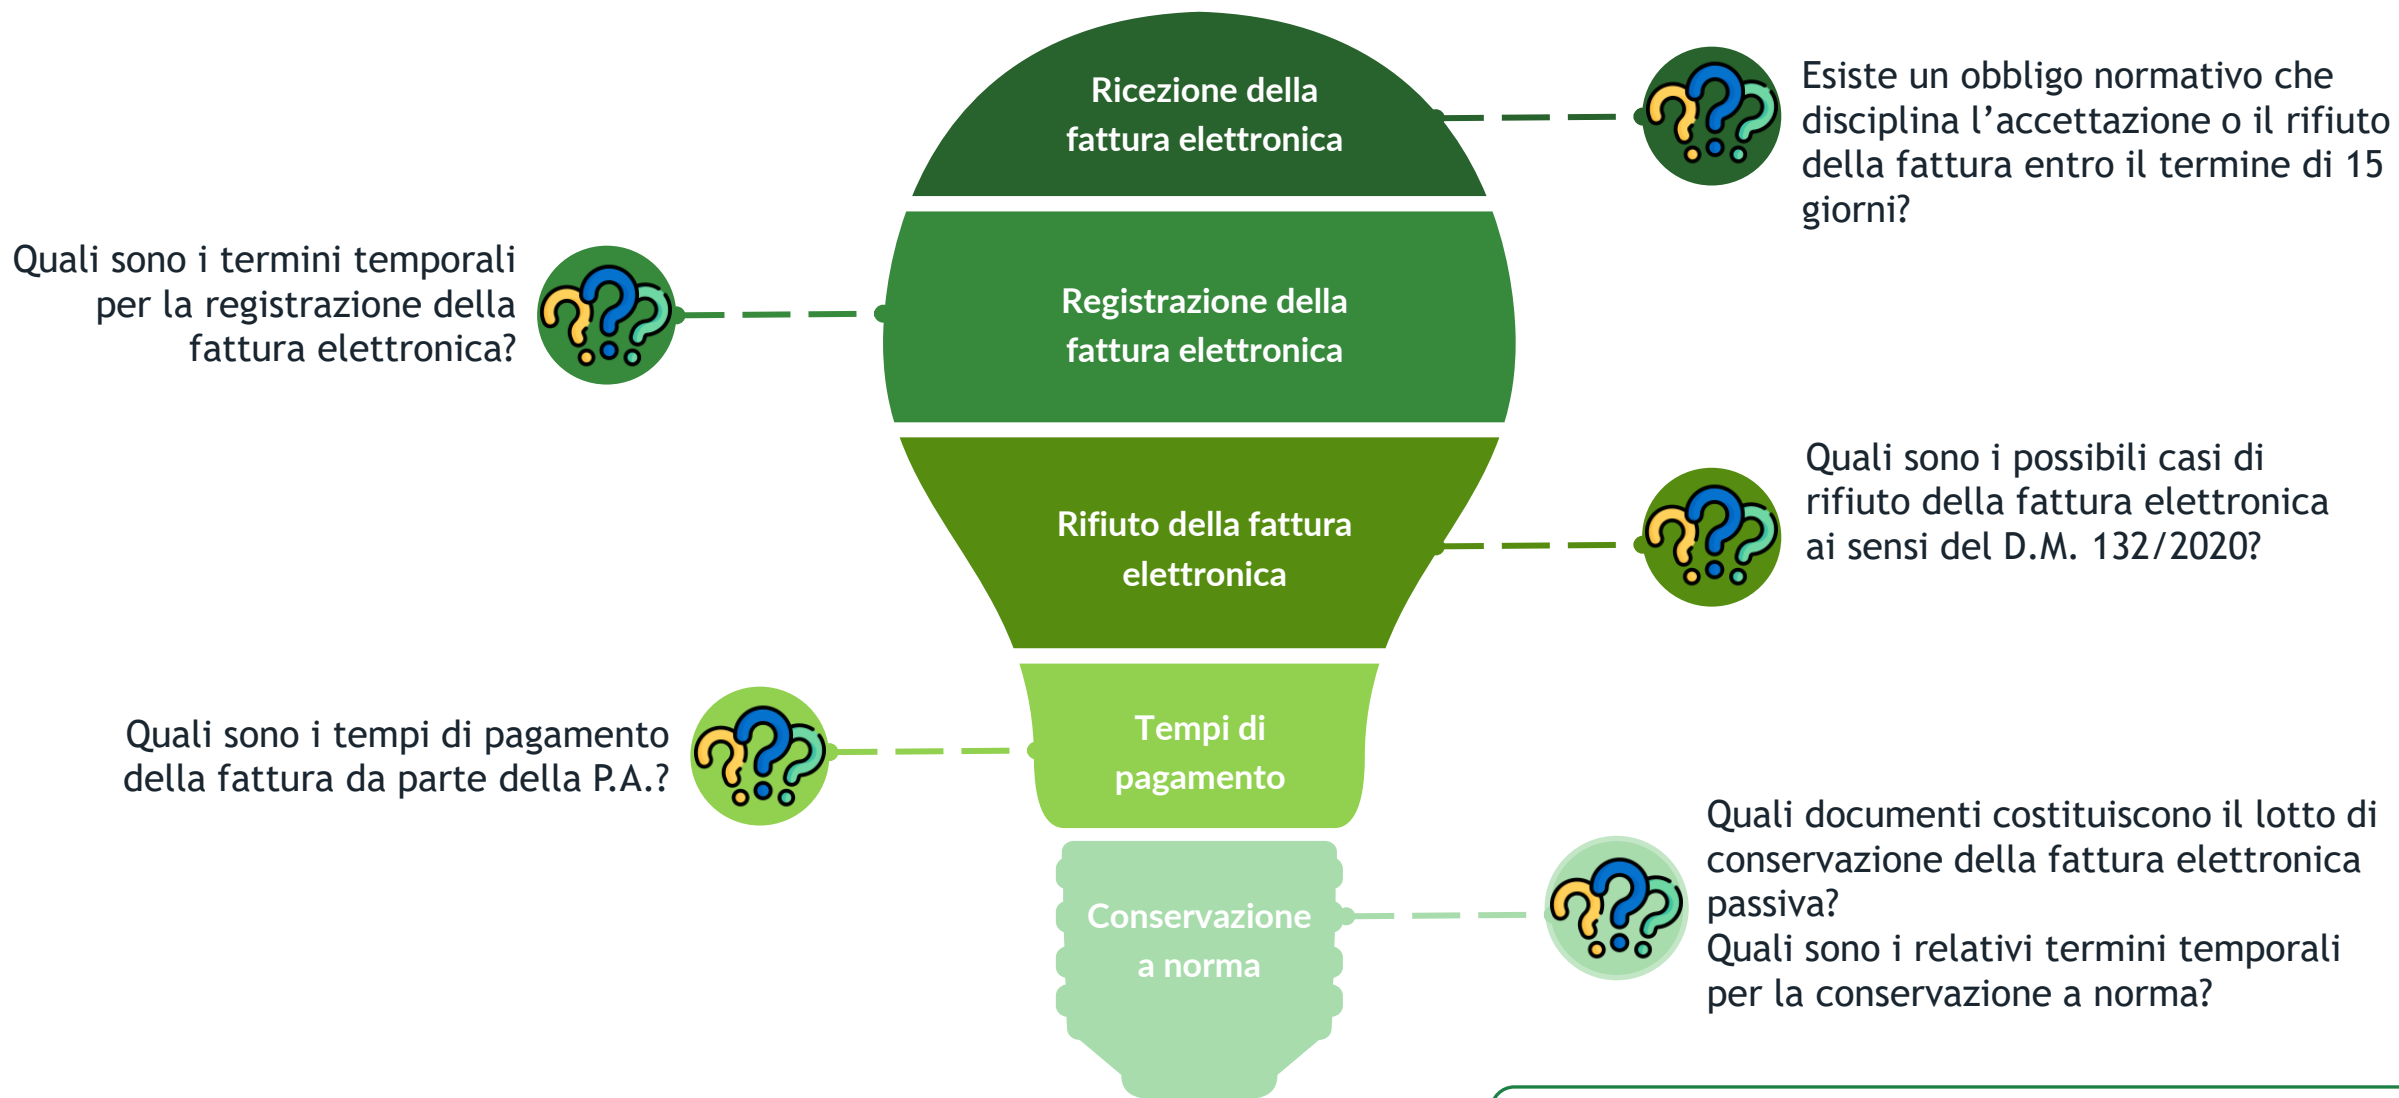 Ricezione della
fattura elettronica
Esiste un obbligo normativo che
disciplina l’accettazione o il rifiuto
della fattura entro il termine di 15
giorni?
Quali sono i termini temporali
per la registrazione della
fattura elettronica?
Registrazione della
fattura elettronica
Rifiuto della fattura
elettronica
Quali sono i possibili casi di
rifiuto della fattura elettronica
ai sensi del D.M. 132/2020?
Quali sono i tempi di pagamento
della fattura da parte della P.A.?
Tempi di
pagamento
Conservazione
a norma
Quali documenti costituiscono il lotto di
conservazione della fattura elettronica
passiva?
Quali sono i relativi termini temporali
per la conservazione a norma?